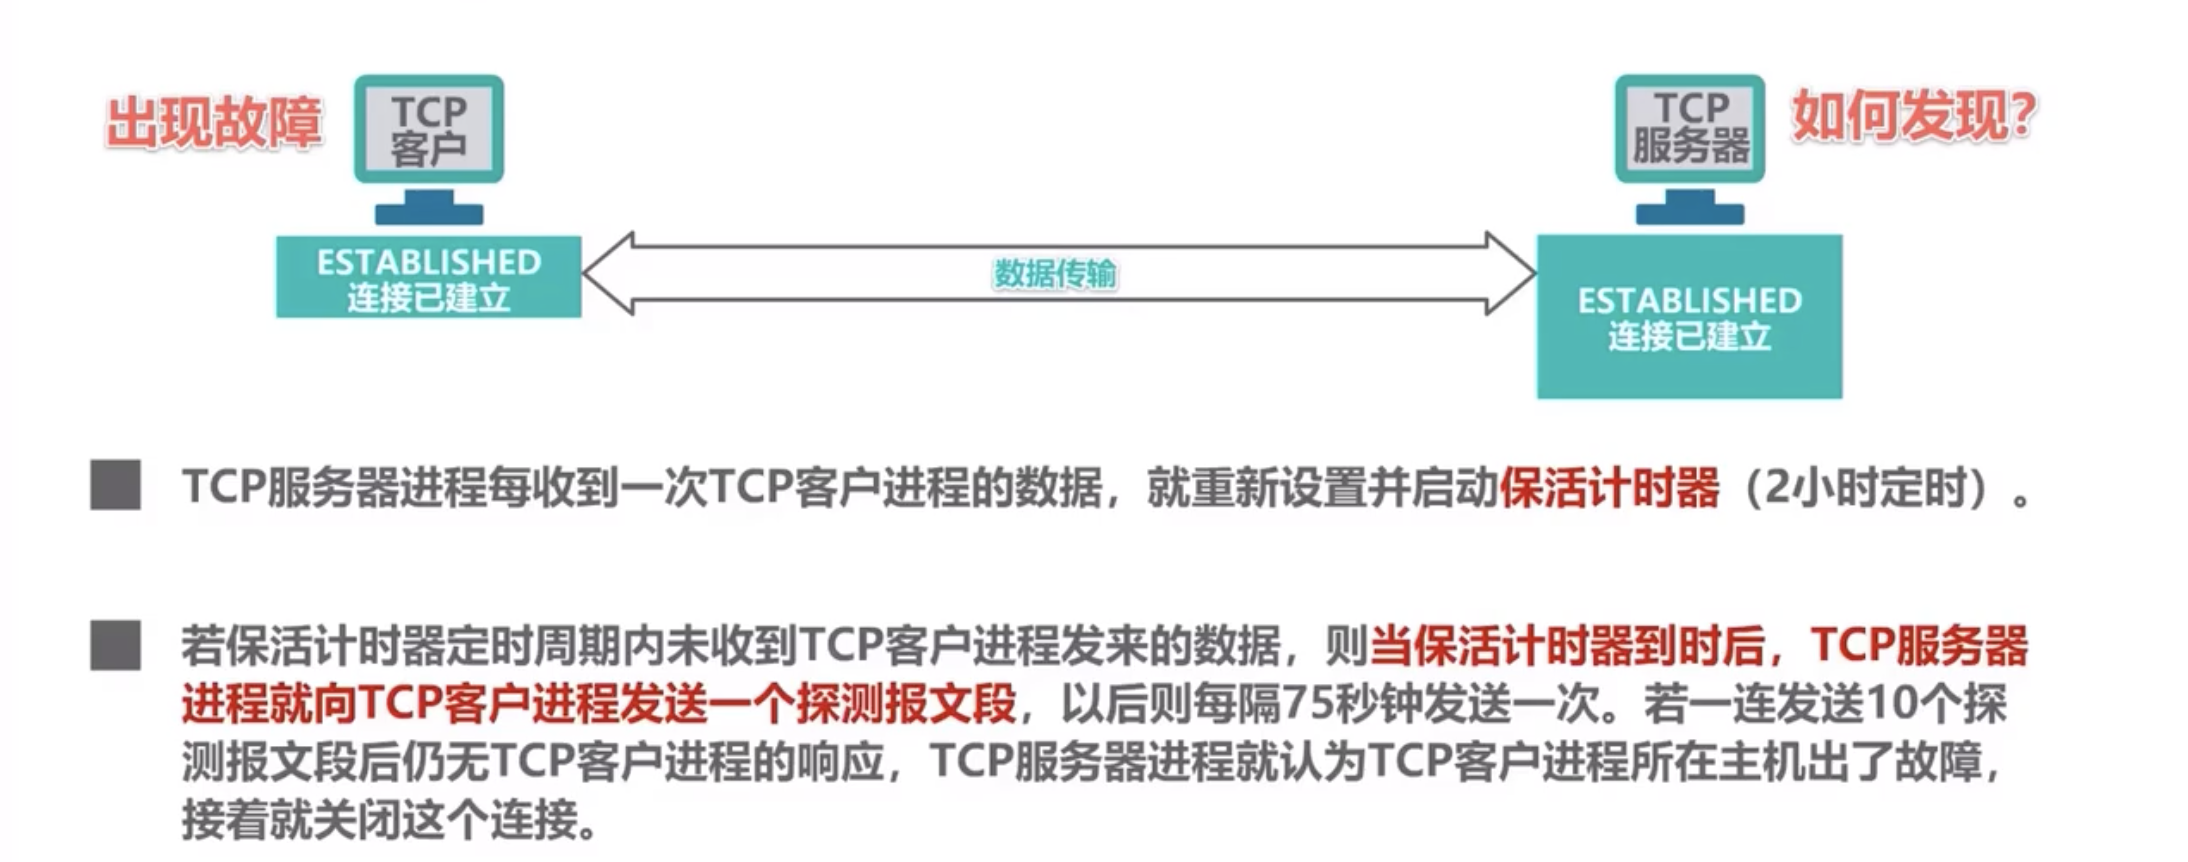 出现故障
TCP
客户
TCP
服务器
如何发现?
ESTABLISHED
连接已建立
数据传输
ESTABLISHED
连接已建立
TCP服务器进程每收到一次TCP客户进程的数据，就重新设置并启动保活计时器（2小时定时）。
若保活计时器定时周期内未收到TCP客户进程发来的数据，则当保活计时器到时后，TCP服务器
进程就向TCP客户进程发送一个探测报文段，以后则每隔75秒钟发送一次。若一连发送10个探
测报文段后仍无TCP客户进程的响应，TCP服务器进程就认为TCP客户进程所在主机出了故障，
接着就关闭这个连接。